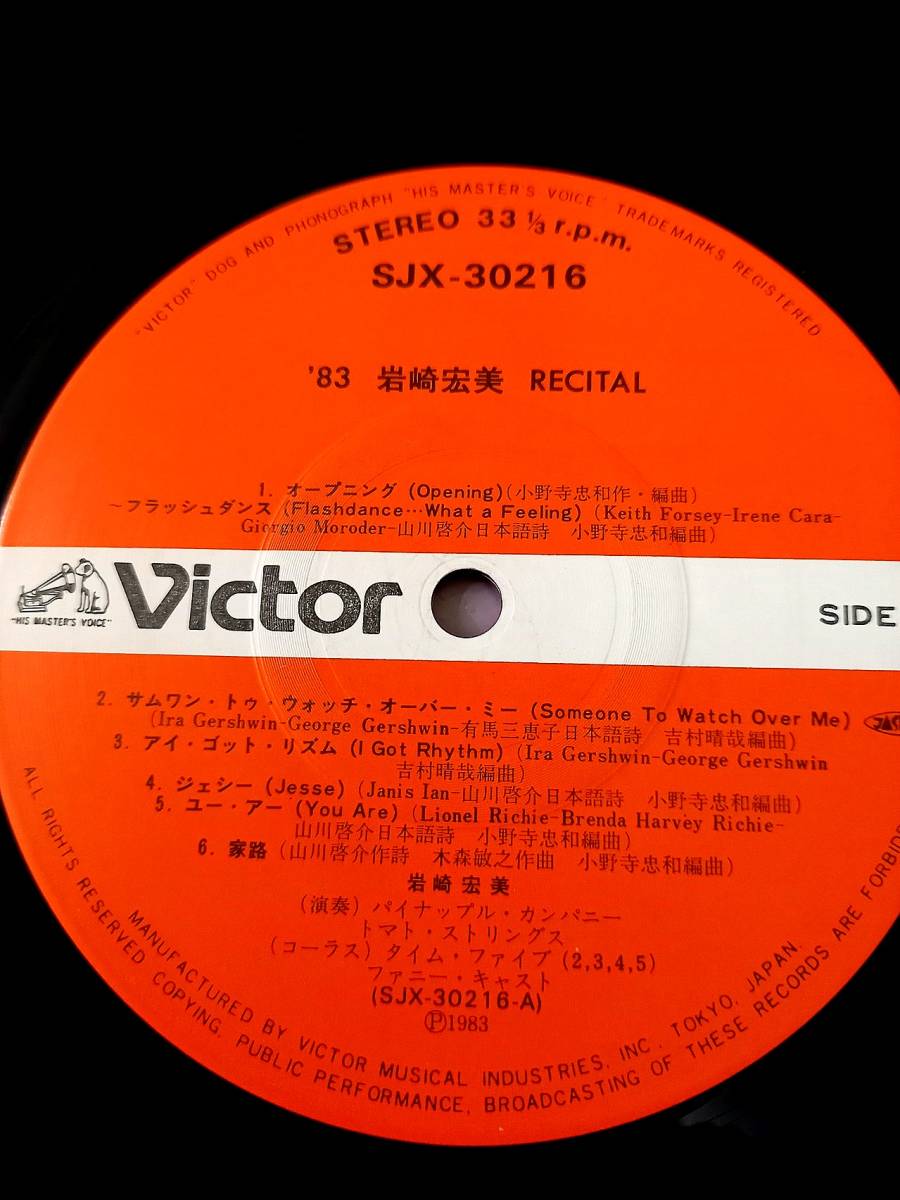 "VICTOR" DOG AND PHONOGRAPH "HIS MASTER'S VOICE" TRADEMARKS REGISTERED
STEREO 33 1/3 r.p.m.
SJX-30216
'83 岩崎宏美 RECITAL
1. オープニング (Opening)(小野寺忠和作・編曲)
~フラッシュダンス (Flashdance…What a Feeling) (Keith Forsey-Irene Cara-
Giorgio Moroder-山川啓介日本語詩 小野寺忠和編曲)
"HIS MASTER'S VOICE"
Victor
SIDE
2. サムワン・トゥ・ウォッチ・オーバー・ミー (Someone To Watch Over Me)
(Ira Gershwin-George Gershwin-有馬三恵子日本語詩 吉村晴哉編曲)
3. アイ・ゴット・リズム (I Got Rhythm) (Ira Gershwin-George Gershwin
吉村晴哉編曲)
4. ジェシー (Jesse) (Janis Ian-山川啓介日本語詩 小野寺忠和編曲)
5. ユー・アー (You Are) (Lionel Richie-Brenda Harvey Richie-
山川啓介日本語詩 小野寺忠和編曲)
6. 家路 (山川啓介作詩 木森敏之作曲 小野寺忠和編曲)
岩崎宏美
(演奏) パイナップル・カンパニー
トマト・ストリングス
(コーラス) タイム・ファイブ (2,3,4,5)
ファニー・キャスト
(SJX-30216-A)
Ⓟ1983
MANUFACTURED BY VICTOR MUSICAL INDUSTRIES, INC. TOKYO, JAPAN.
ALL RIGHTS RESERVED COPYING, PUBLIC PERFORMANCE, BROADCASTING OF THESE RECORDS ARE